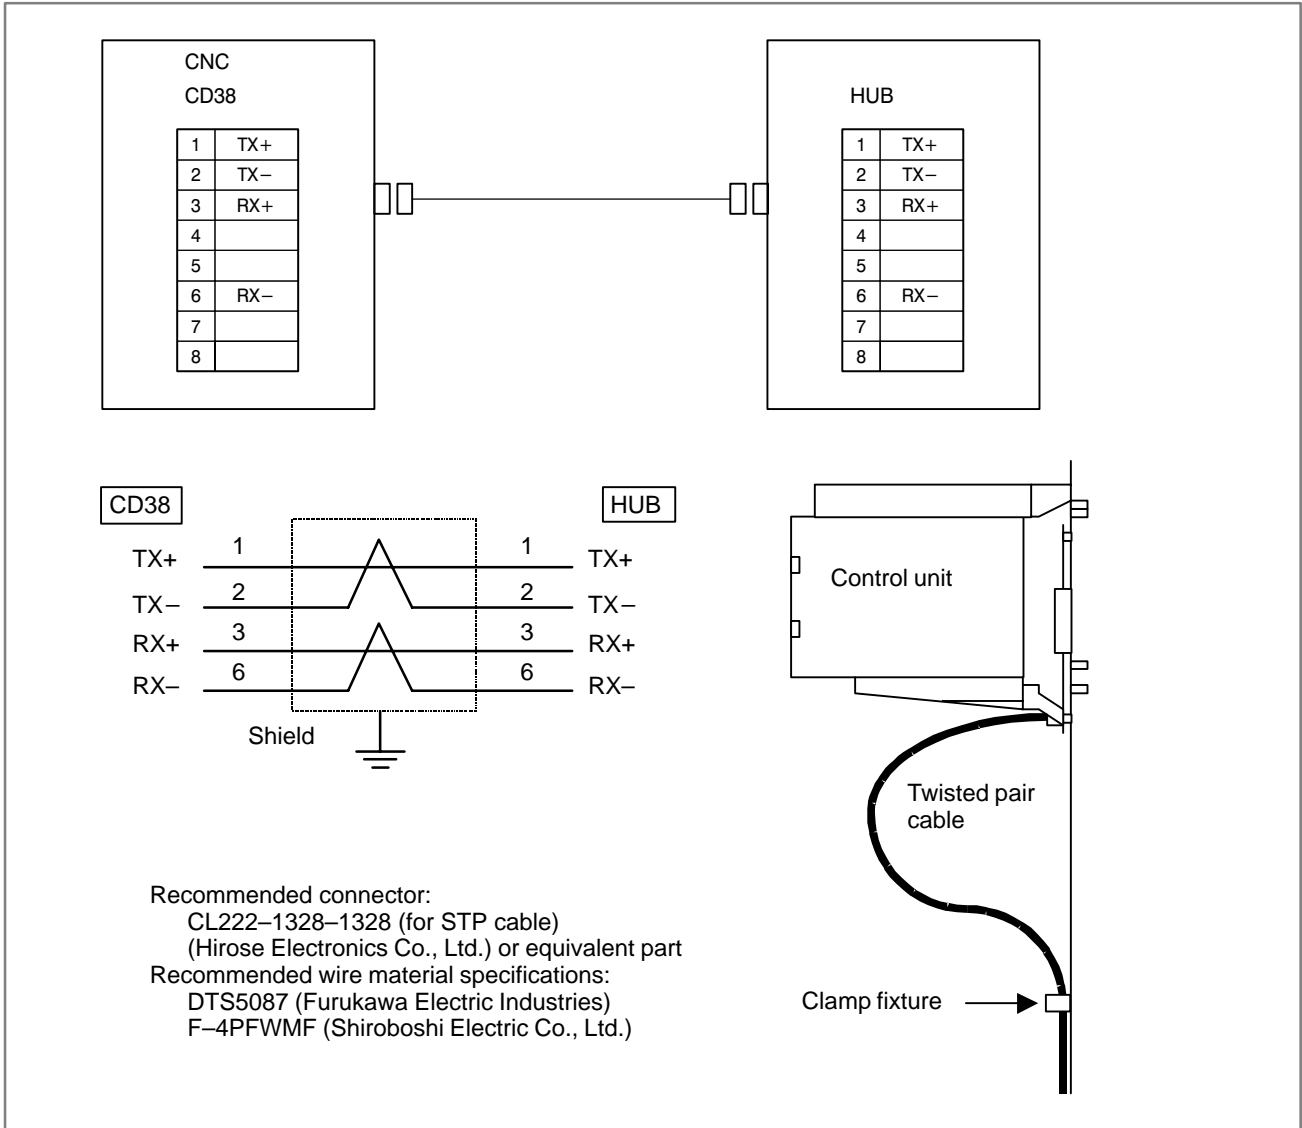 CNC
CD38
1 TX+
2 TX−
3 RX+
4
5
6 RX−
7
8
HUB
1 TX+
2 TX−
3 RX+
4
5
6 RX−
7
8
CD38
HUB
TX+ 1 1 TX+
TX− 2 2 TX−
RX+ 3 3 RX+
RX− 6 6 RX−
Shield
Control unit
Twisted pair
cable
Clamp fixture
Recommended connector:
CL222–1328–1328 (for STP cable)
(Hirose Electronics Co., Ltd.) or equivalent part
Recommended wire material specifications:
DTS5087 (Furukawa Electric Industries)
F–4PFWMF (Shiroboshi Electric Co., Ltd.)